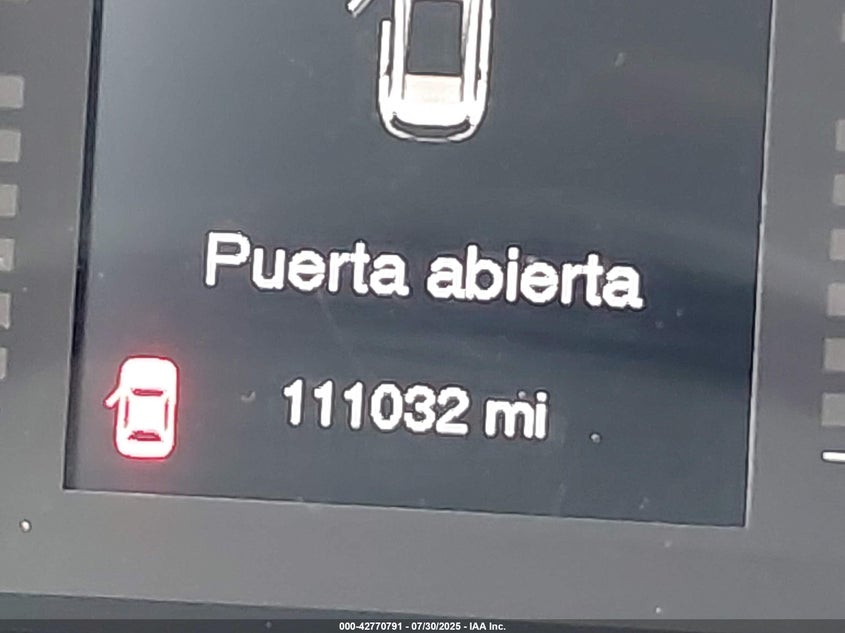 Puerta abierta
111032 mi
000-42770791 - 07/30/2025 - IAA Inc.